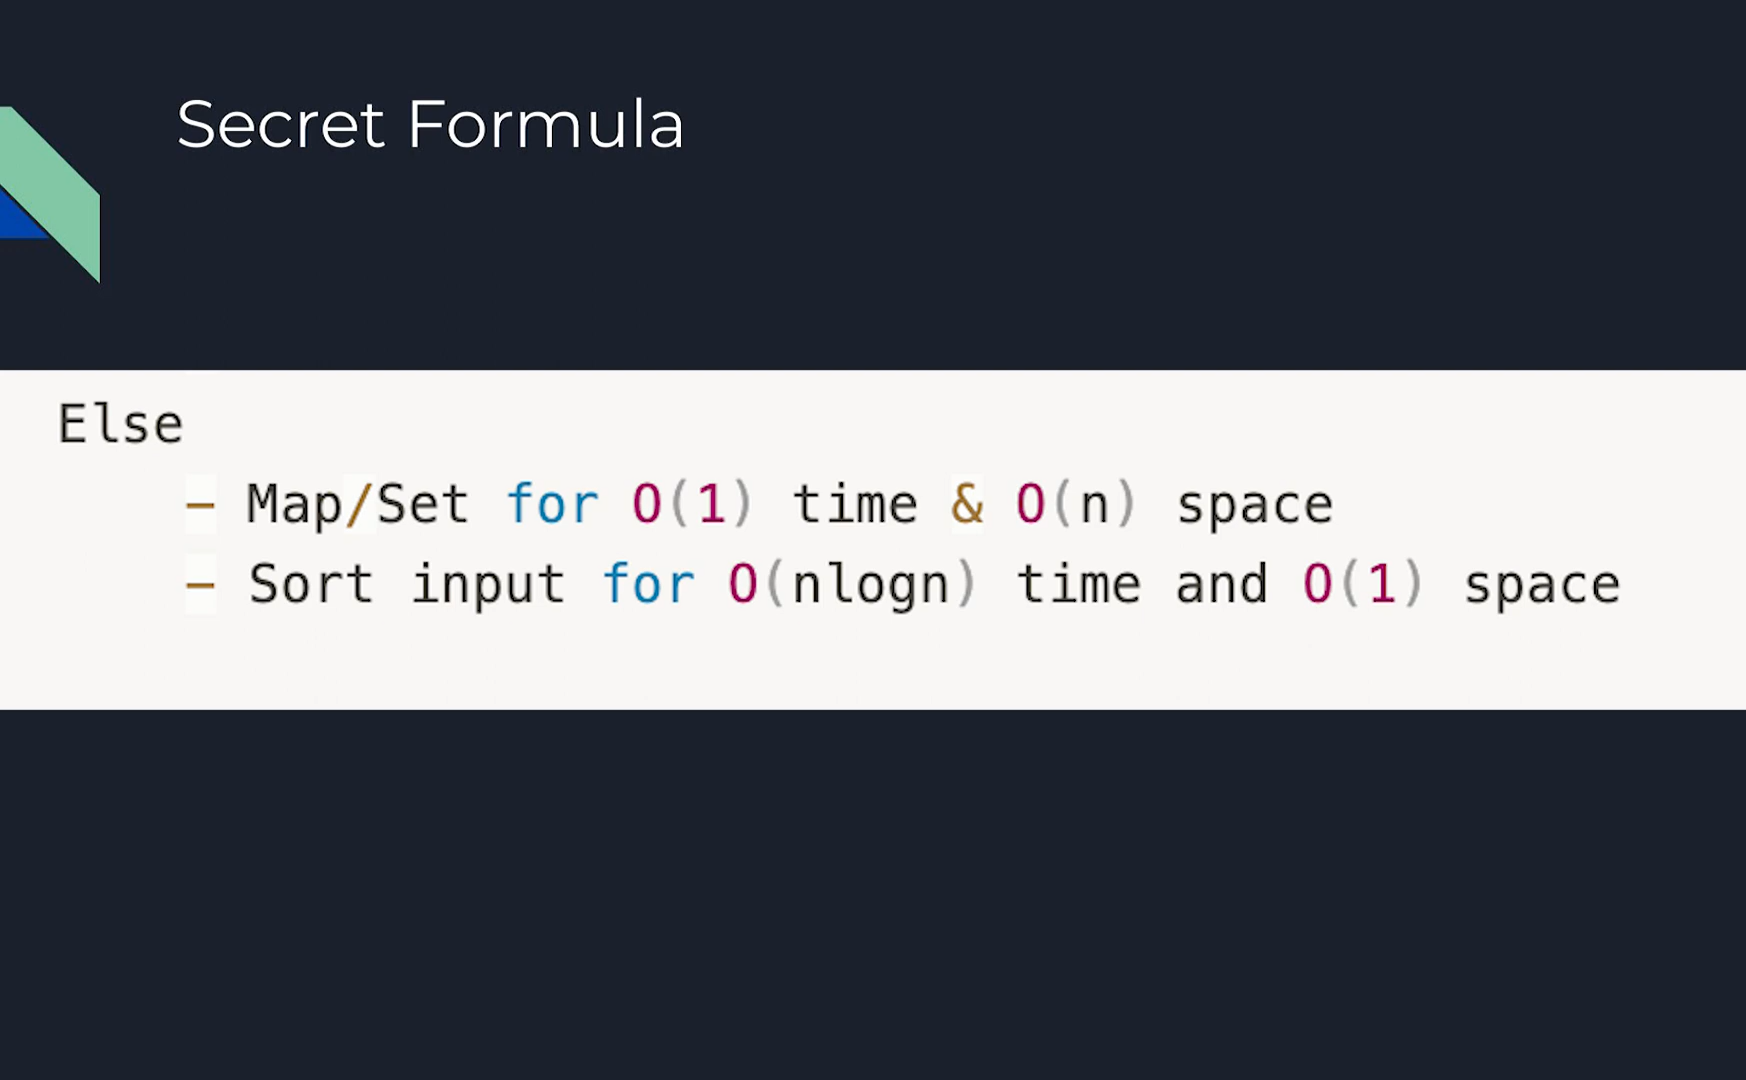 Secret Formula
Else
- Map/Set for O(1) time & O(n) space
- Sort input for O(nlogn) time and O(1) space